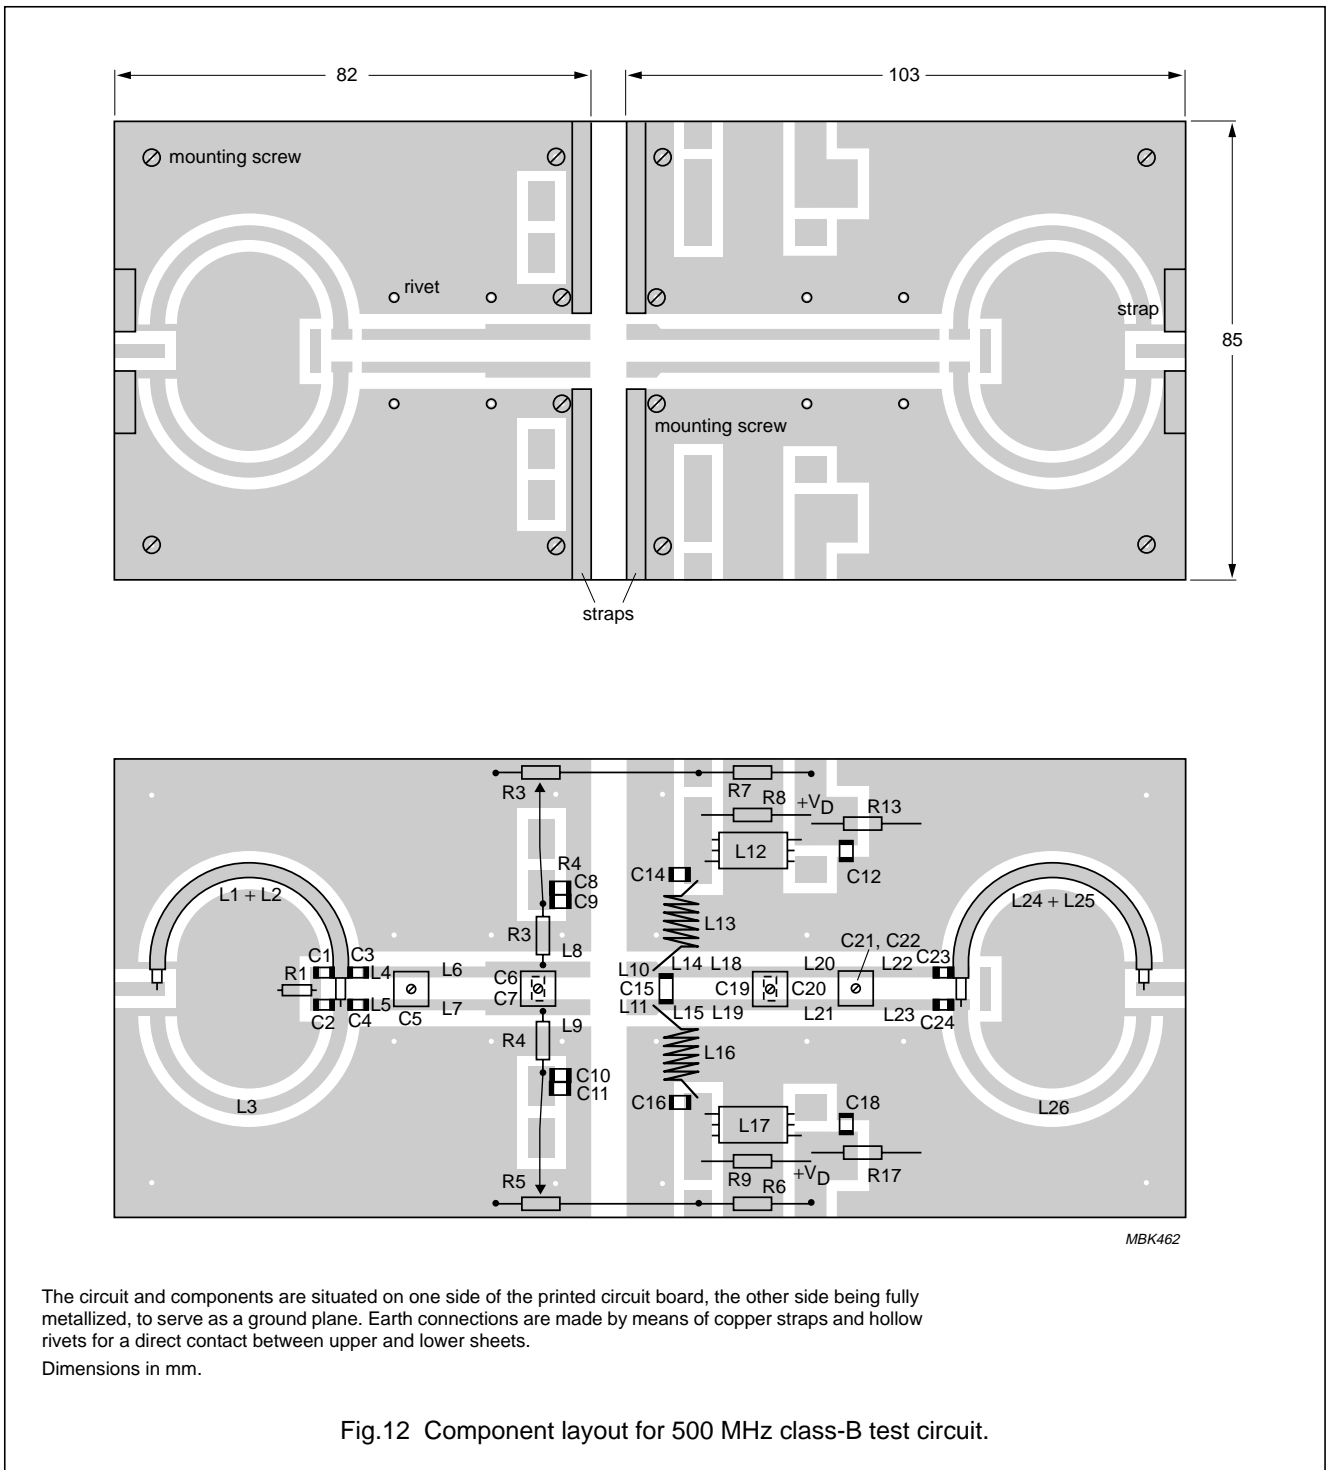 82
103
mounting screw
rivet
strap
85
mounting screw
straps
R3
R7
R8
+VD
R13
L12
C12
C14
L13
R4
C8
C9
L1 + L2
L24 + L25
R3
L8
C21, C22
C1
C3
L4
L6
L10
L14
L18
L20
L22
C23
R1
C6
C7
C15
C19
C20
L5
L7
C5
L11
L15
L19
L21
L23
C2
C4
C24
R4
L9
L16
C10
C11
L3
L26
C16
C18
L17
R5
R9
R6
+VD
R17
MBK462
The circuit and components are situated on one side of the printed circuit board, the other side being fully
metallized, to serve as a ground plane. Earth connections are made by means of copper straps and hollow
rivets for a direct contact between upper and lower sheets.
Dimensions in mm.
Fig.12 Component layout for 500 MHz class-B test circuit.